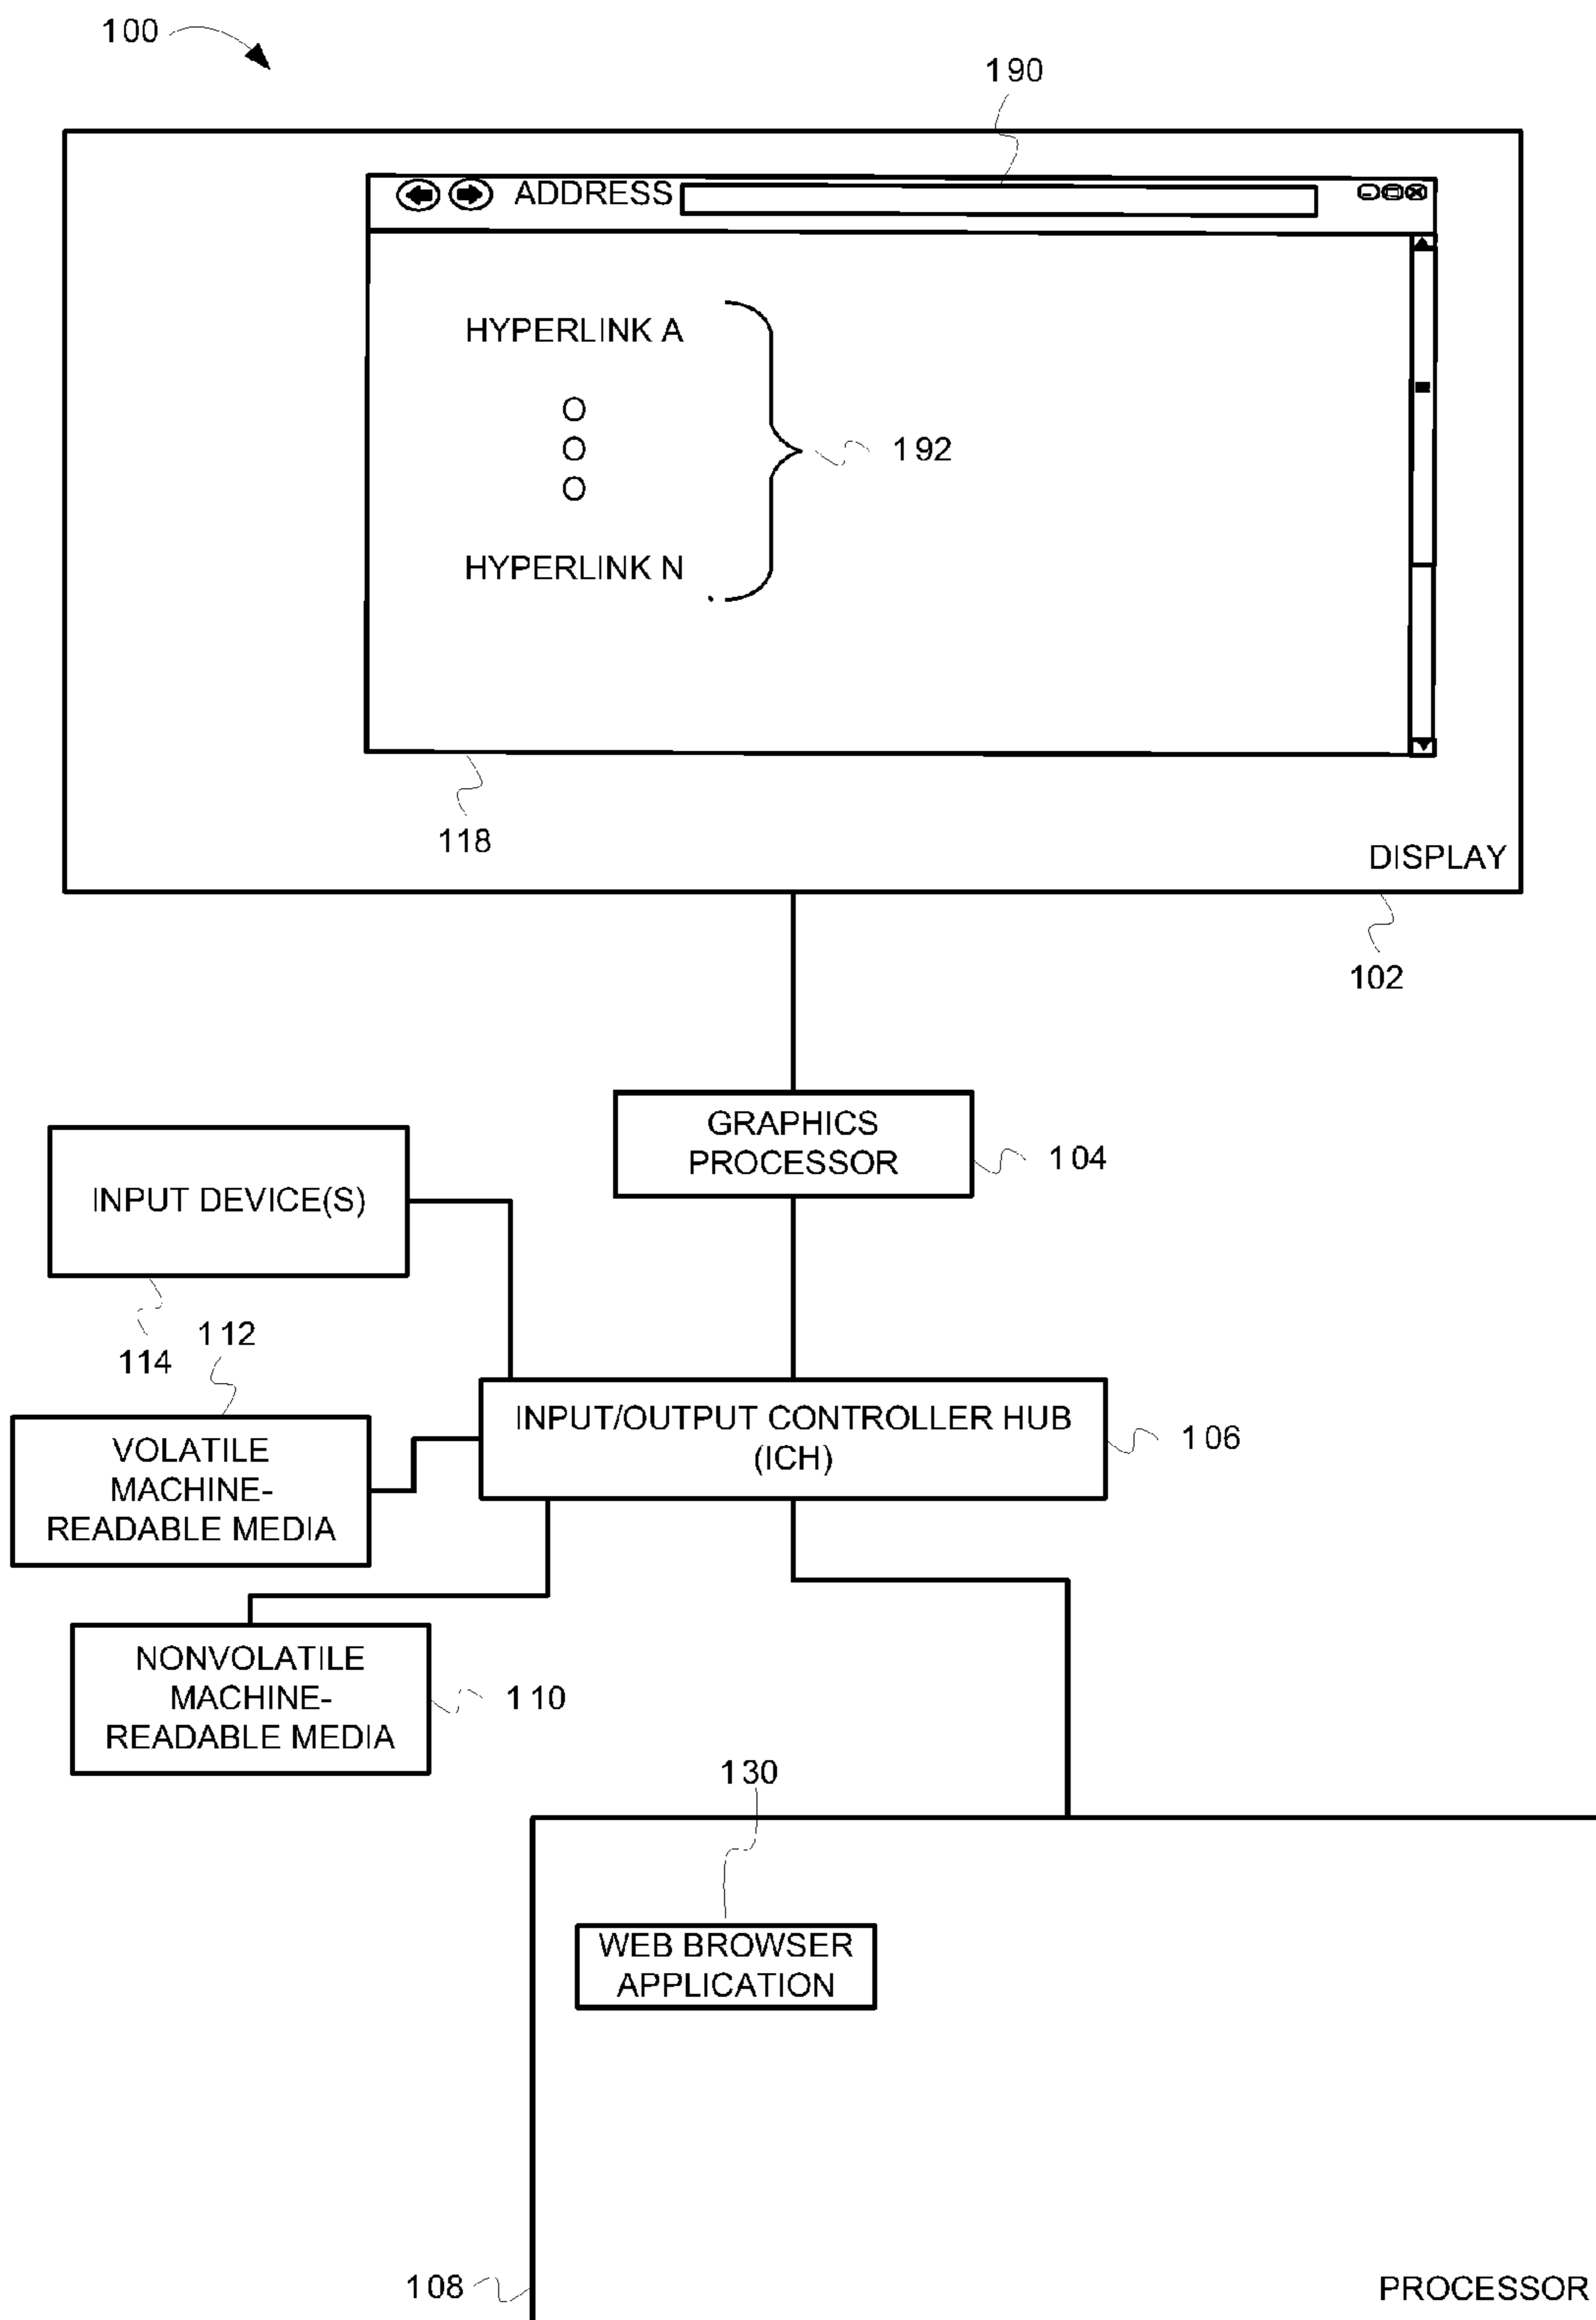 100
190
ADDRESS
HYPERLINK A
192
HYPERLINK N
118
DISPLAY
102
GRAPHICS
PROCESSOR
104
INPUT DEVICE(S)
114
112
INPUT/OUTPUT CONTROLLER HUB
(ICH)
106
VOLATILE
MACHINE-
READABLE MEDIA
NONVOLATILE
MACHINE-
READABLE MEDIA
110
130
WEB BROWSER
APPLICATION
108
PROCESSOR